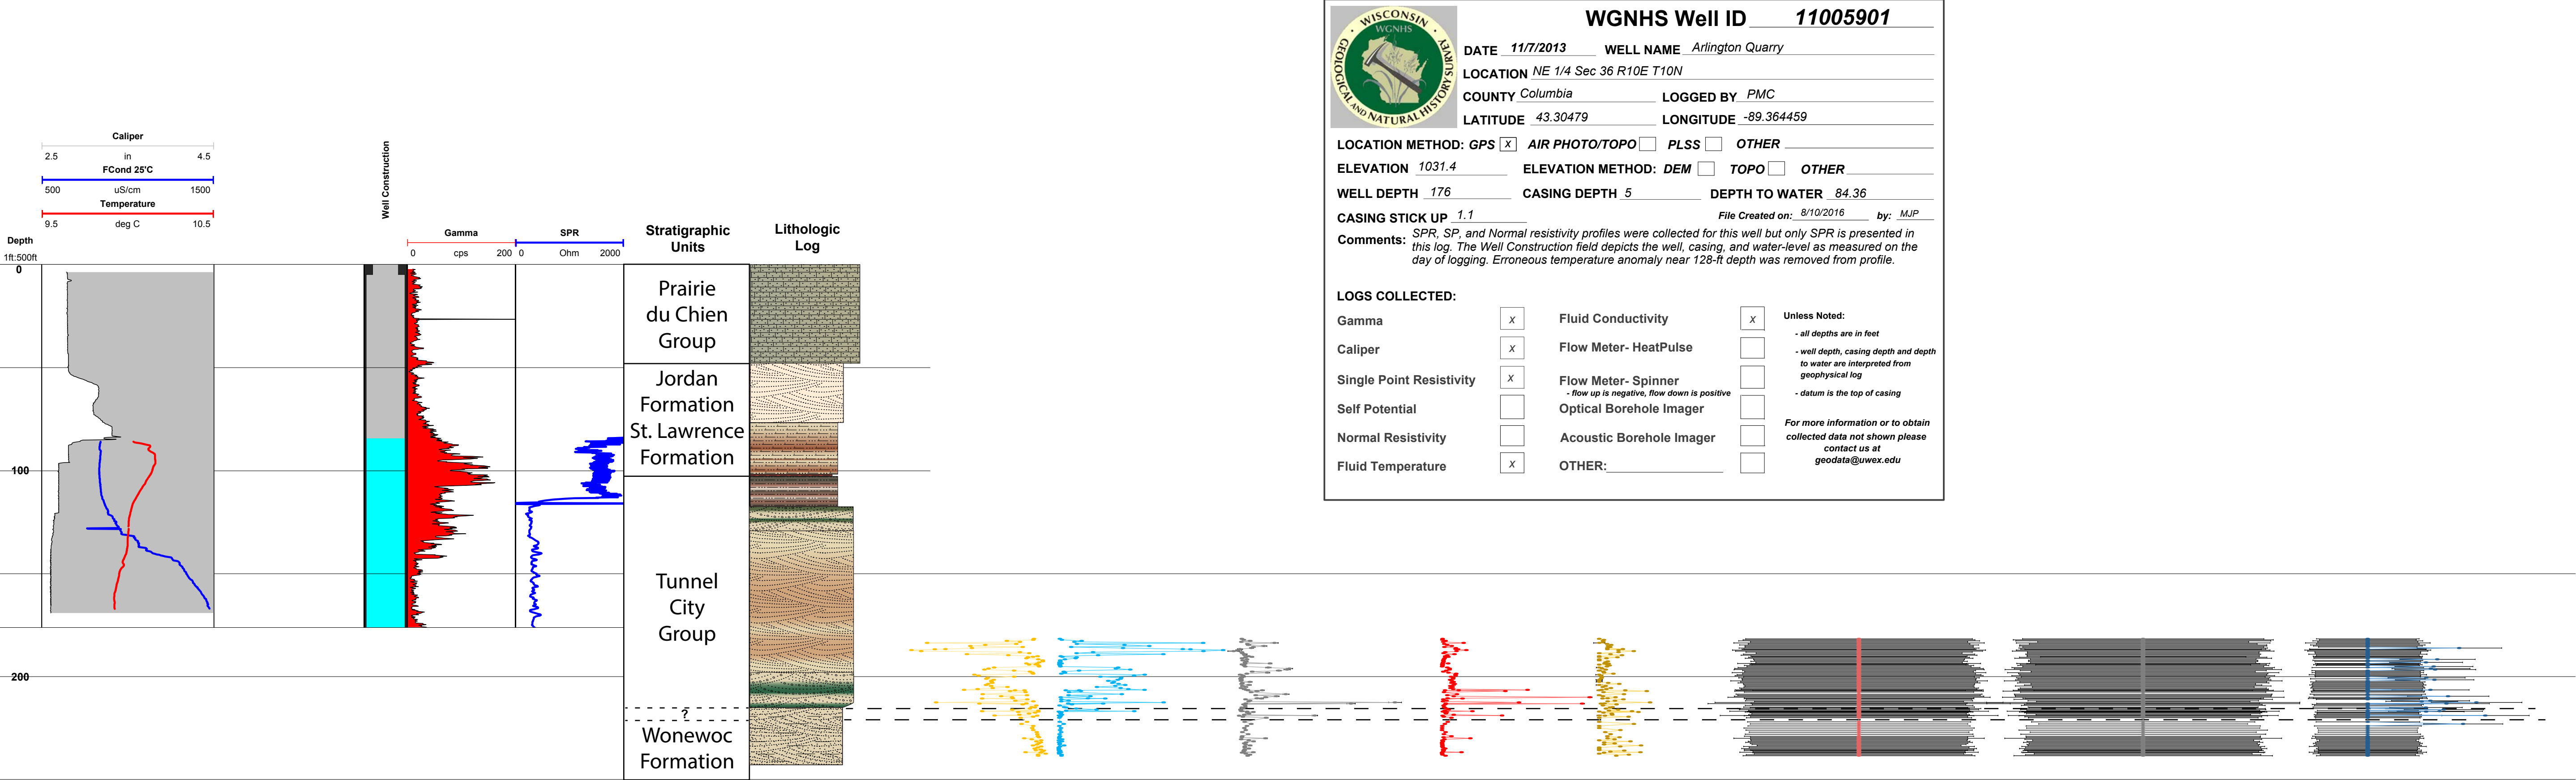 WISCONSIN
WGNHS
GEOLOGICAL AND NATURAL HISTORY SURVEY
WGNHS Well ID 11005901
DATE 11/7/2013 WELL NAME Arlington Quarry
LOCATION NE 1/4 Sec 36 R10E T10N
COUNTY Columbia LOGGED BY PMC
LATITUDE 43.30479 LONGITUDE -89.364459
LOCATION METHOD: GPS x AIR PHOTO/TOPO PLSS OTHER
ELEVATION 1031.4 ELEVATION METHOD: DEM TOPO OTHER
WELL DEPTH 176 CASING DEPTH 5 DEPTH TO WATER 84.36
CASING STICK UP 1.1 File Created on: 8/10/2016 by: MJP
Comments: SPR, SP, and Normal resistivity profiles were collected for this well but only SPR is presented in
this log. The Well Construction field depicts the well, casing, and water-level as measured on the
day of logging. Erroneous temperature anomaly near 128-ft depth was removed from profile.
LOGS COLLECTED:
Gamma x
Caliper x
Single Point Resistivity x
Self Potential
Normal Resistivity
Fluid Temperature x
Fluid Conductivity x
Flow Meter- HeatPulse
Flow Meter- Spinner
- flow up is negative, flow down is positive
Optical Borehole Imager
Acoustic Borehole Imager
OTHER:
Unless Noted:
- all depths are in feet
- well depth, casing depth and depth
to water are interpreted from
geophysical log
- datum is the top of casing
For more information or to obtain
collected data not shown please
contact us at
geodata@uwex.edu
Caliper
2.5 in 4.5
FCond 25'C
500 uS/cm 1500
Temperature
9.5 deg C 10.5
Depth
1ft:500ft
Well Construction
Gamma
0 cps 200
SPR
0 Ohm 2000
Stratigraphic
Units
Lithologic
Log
0
100
200
Prairie
du Chien
Group
Jordan
Formation
St. Lawrence
Formation
Tunnel
City
Group
?
Wonewoc
Formation